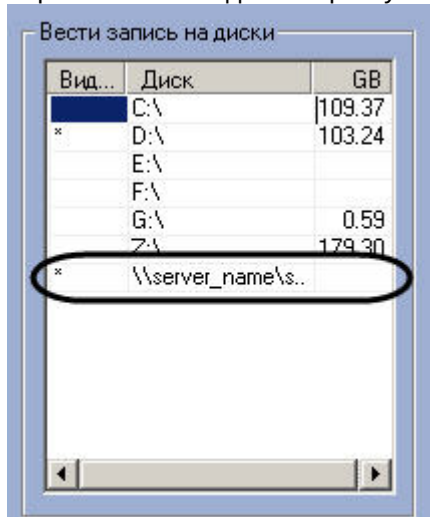 Вести запись на диски
Вид... Диск GB
C:\ 109.37
* D:\ 103.24
E:\
F:\
G:\ 0.59
Z:\ 179.30
* \\server_name\s..